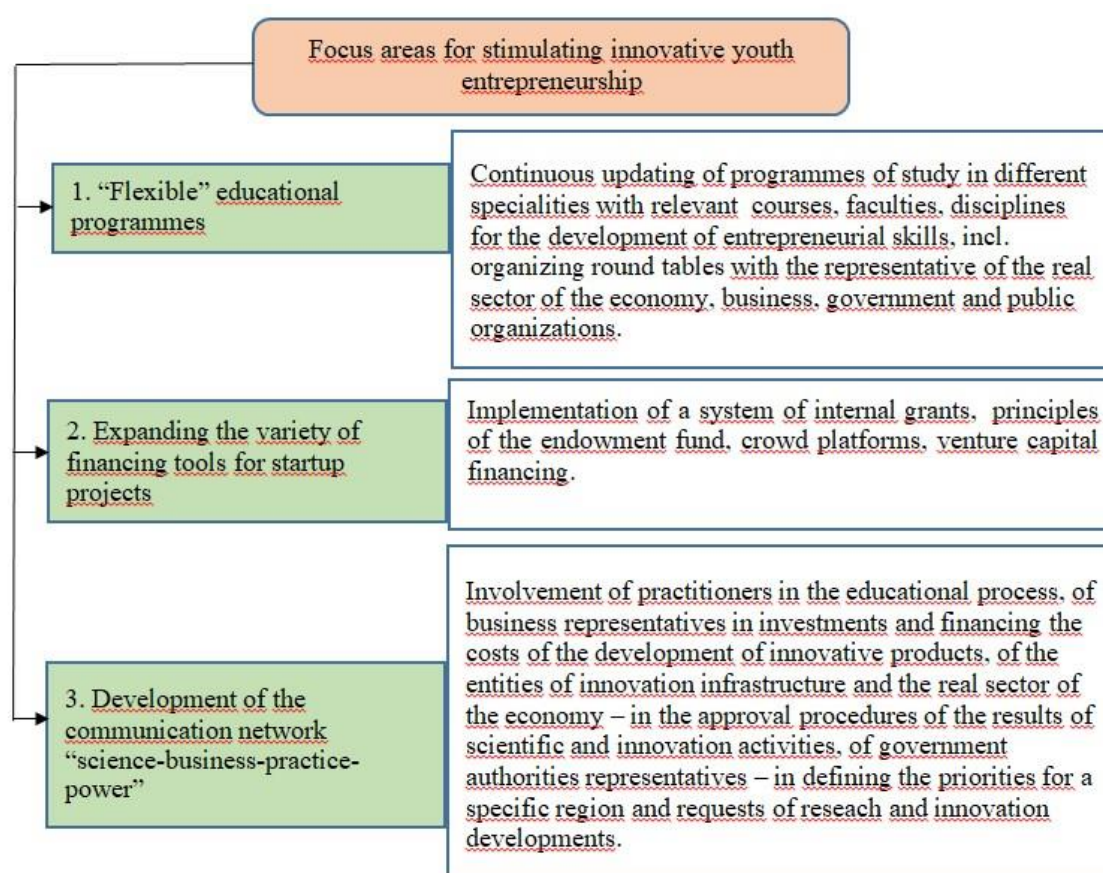 Focus areas for stimulating innovative youth
entrepreneurship
1. “Flexible” educational
programmes
Continuous updating of programmes of study in different
specialities with relevant  courses, faculties, disciplines
for the development of entrepreneurial skills, incl.
organizing round tables with the representative of the real
sector of the economy, business, government and public
organizations.
2. Expanding the variety of
financing tools for startup
projects
Implementation of a system of internal grants,  principles
of the endowment fund, crowd platforms, venture capital
financing.
3. Development of the
communication network
“science-business-practice-
power”
Involvement of practitioners in the educational process, of
business representatives in investments and financing the
costs of the development of innovative products, of the
entities of innovation infrastructure and the real sector of
the economy – in the approval procedures of the results of
scientific and innovation activities, of government
authorities representatives – in defining the priorities for a
specific region and requests of reseach and innovation
developments.